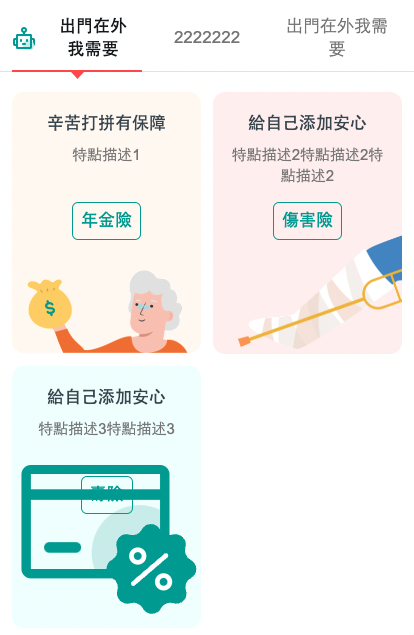 出門在外
我需要
2222222
出門在外我需
要
辛苦打拼有保障
特點描述1
年金險
$
給自己添加安心
特點描述2特點描述2特
點描述2
傷害險
給自己添加安心
特點描述3特點描述3
壽險
%